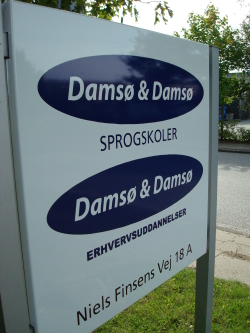 Damsø & Damsø
SPROGSKOLER
Damsø & Damsø
ERHVERVSUDDANNELSER
Niels Finsens Vej 18 A